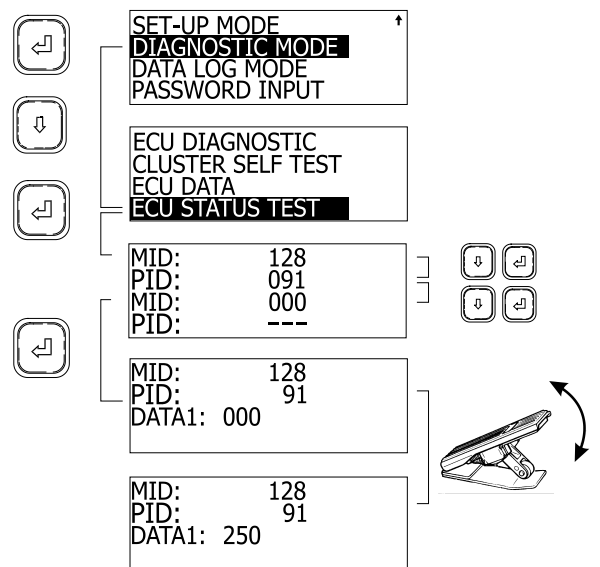 SET-UP MODE
DIAGNOSTIC MODE
DATA LOG MODE
PASSWORD INPUT
ECU DIAGNOSTIC
CLUSTER SELF TEST
ECU DATA
ECU STATUS TEST
MID: 128
PID: 091
MID: 000
PID: ---
MID: 128
PID: 91
DATA1: 000
MID: 128
PID: 91
DATA1: 250